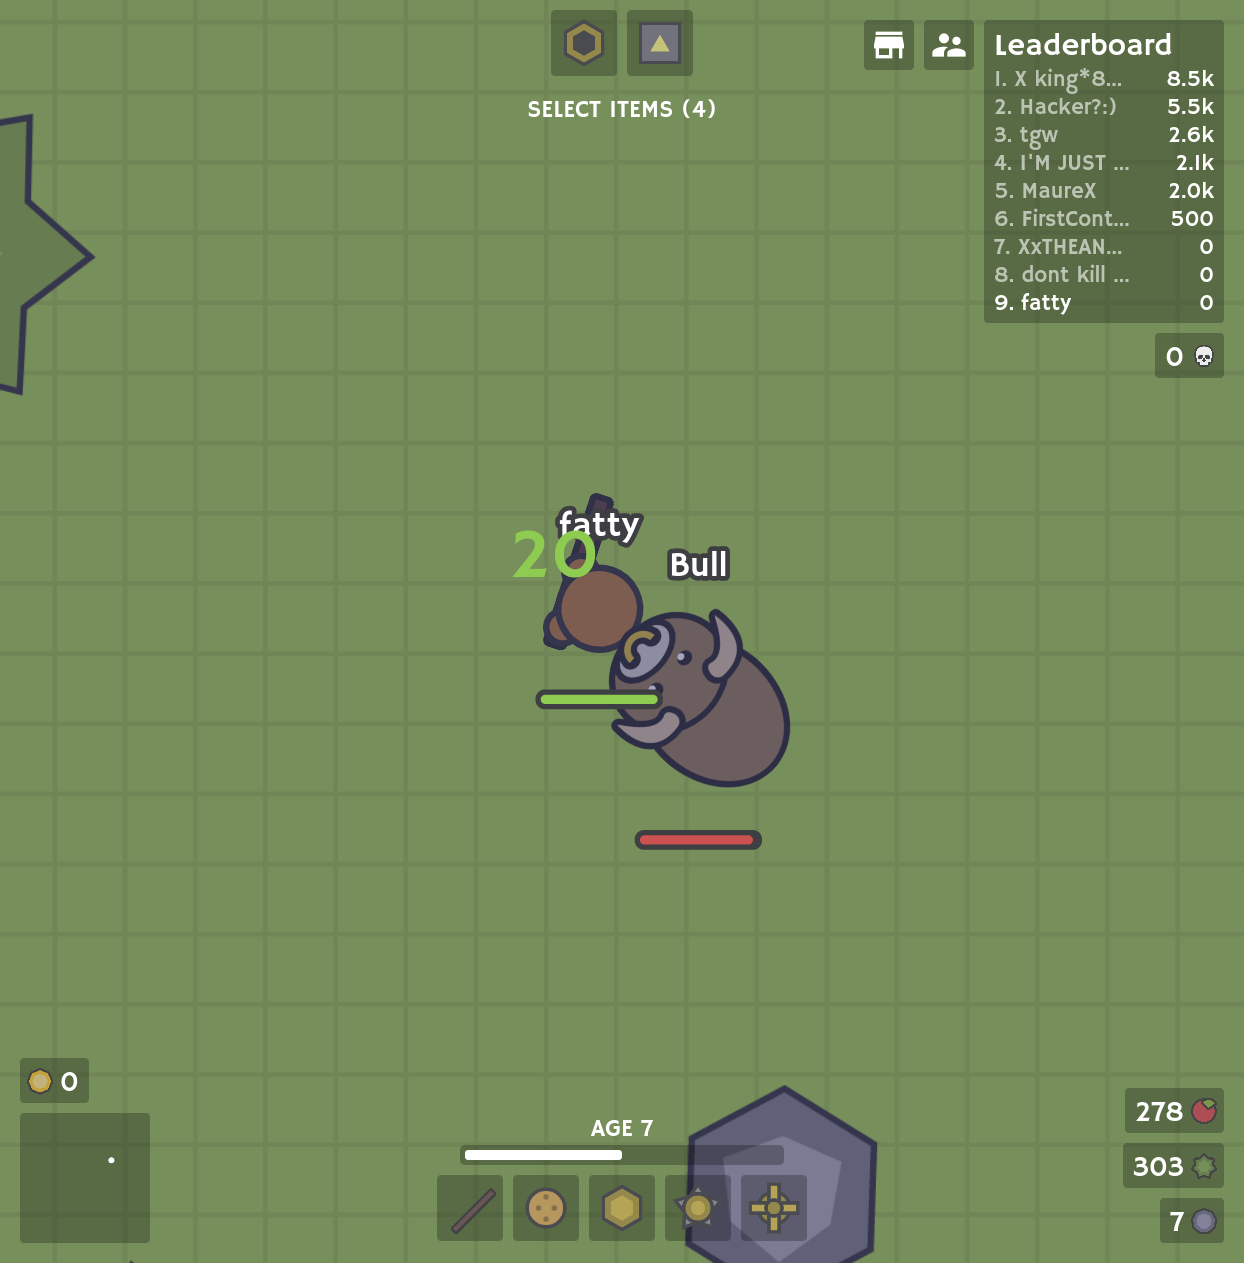 SELECT ITEMS (4)
Leaderboard
1. X king*8... 8.5k
2. Hacker?:) 5.5k
3. tgw 2.6k
4. I'M JUST ... 2.1k
5. MaureX 2.0k
6. FirstCont... 500
7. XxTHEAN... 0
8. dont kill ... 0
9. fatty 0
0
fatty
20
Bull
0
AGE 7
278
303
7